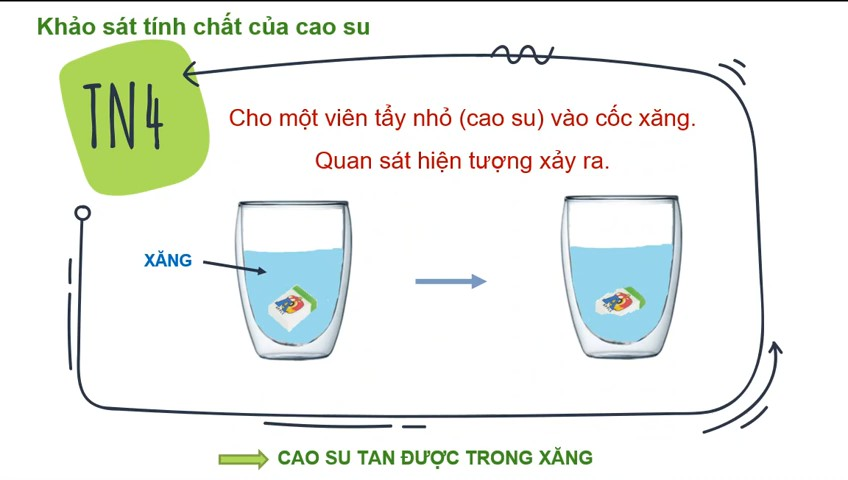 Khảo sát tính chất của cao su
TN4
Cho một viên tẩy nhỏ (cao su) vào cốc xăng.
Quan sát hiện tượng xảy ra.
XĂNG
CAO SU TAN ĐƯỢC TRONG XĂNG